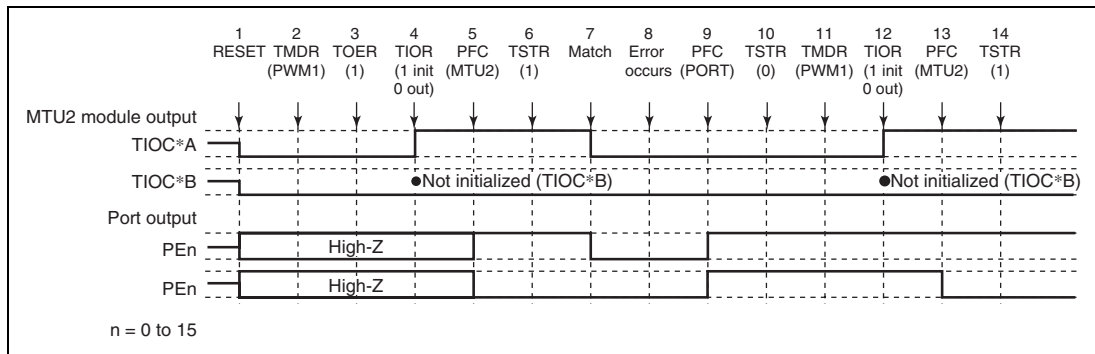 1 2 3 4 5 6 7 8 9 10 11 12 13 14
RESET TMDR TOER TIOR PFC TSTR Match Error PFC TSTR TMDR TIOR PFC TSTR
(PWM1) (1) (1 init (MTU2) (1) occurs (PORT) (0) (PWM1) (1 init (MTU2) (1)
0 out) 0 out)
MTU2 module output
TIOC*A
TIOC*B ●Not initialized (TIOC*B) ●Not initialized (TIOC*B)
Port output
PEn High-Z
PEn High-Z
n = 0 to 15